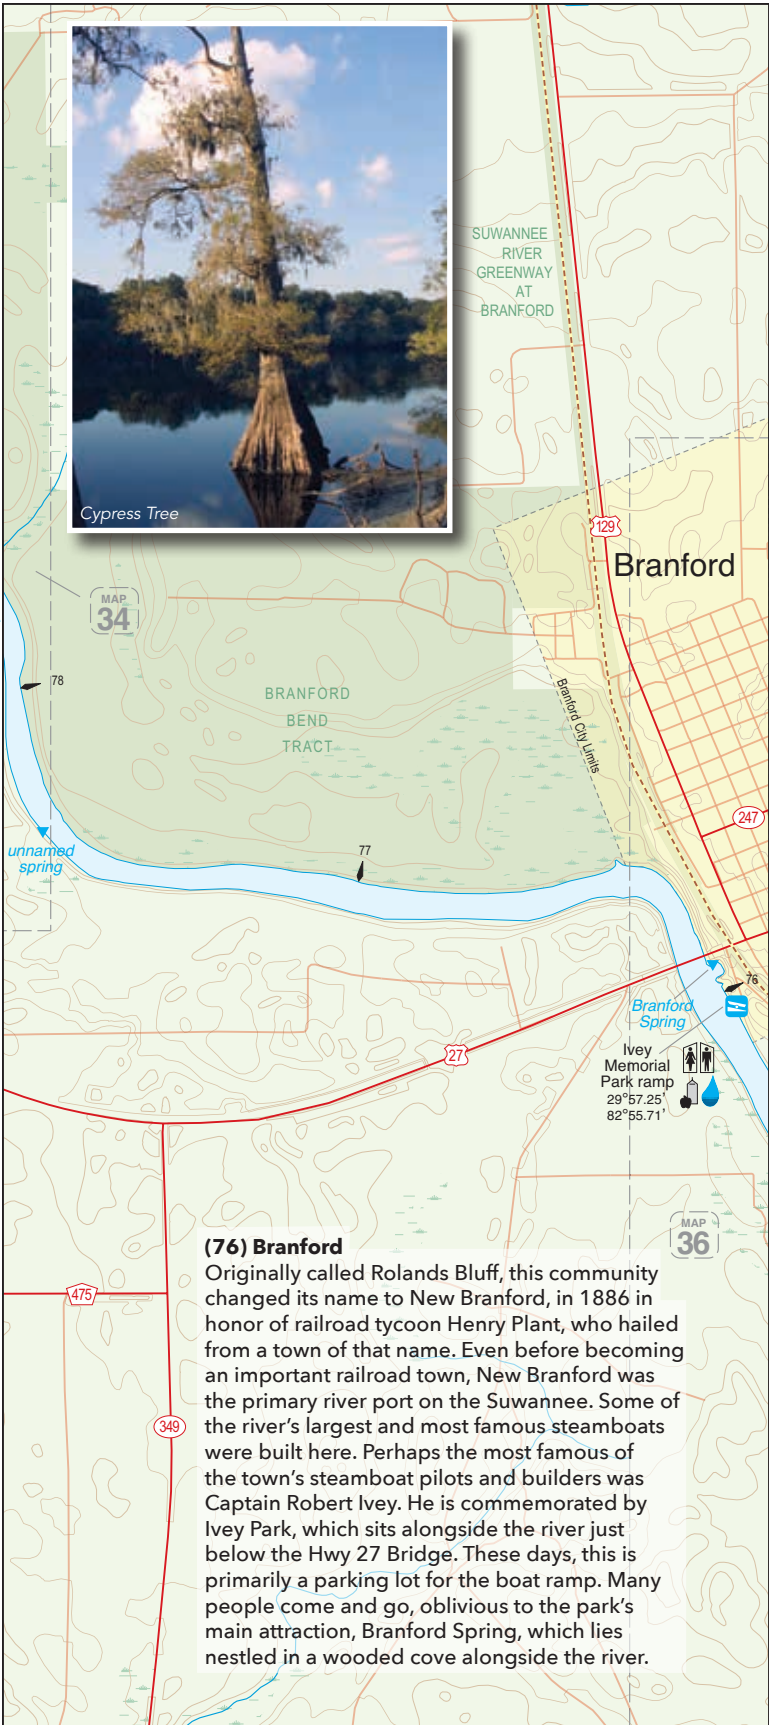 Cypress Tree
SUWANNEE
RIVER
GREENWAY
AT
BRANFORD
129
Branford
MAP
34
78
BRANFORD
BEND
TRACT
Branford City Limits
247
77
unnamed
spring
76
Branford
Spring
27
Ivey
Memorial
Park ramp
29°57.25'
82°55.71'
MAP
36
475
349
(76) Branford
Originally called Rolands Bluff, this community
changed its name to New Branford, in 1886 in
honor of railroad tycoon Henry Plant, who hailed
from a town of that name. Even before becoming
an important railroad town, New Branford was
the primary river port on the Suwannee. Some of
the river's largest and most famous steamboats
were built here. Perhaps the most famous of
the town's steamboat pilots and builders was
Captain Robert Ivey. He is commemorated by
Ivey Park, which sits alongside the river just
below the Hwy 27 Bridge. These days, this is
primarily a parking lot for the boat ramp. Many
people come and go, oblivious to the park's
main attraction, Branford Spring, which lies
nestled in a wooded cove alongside the river.